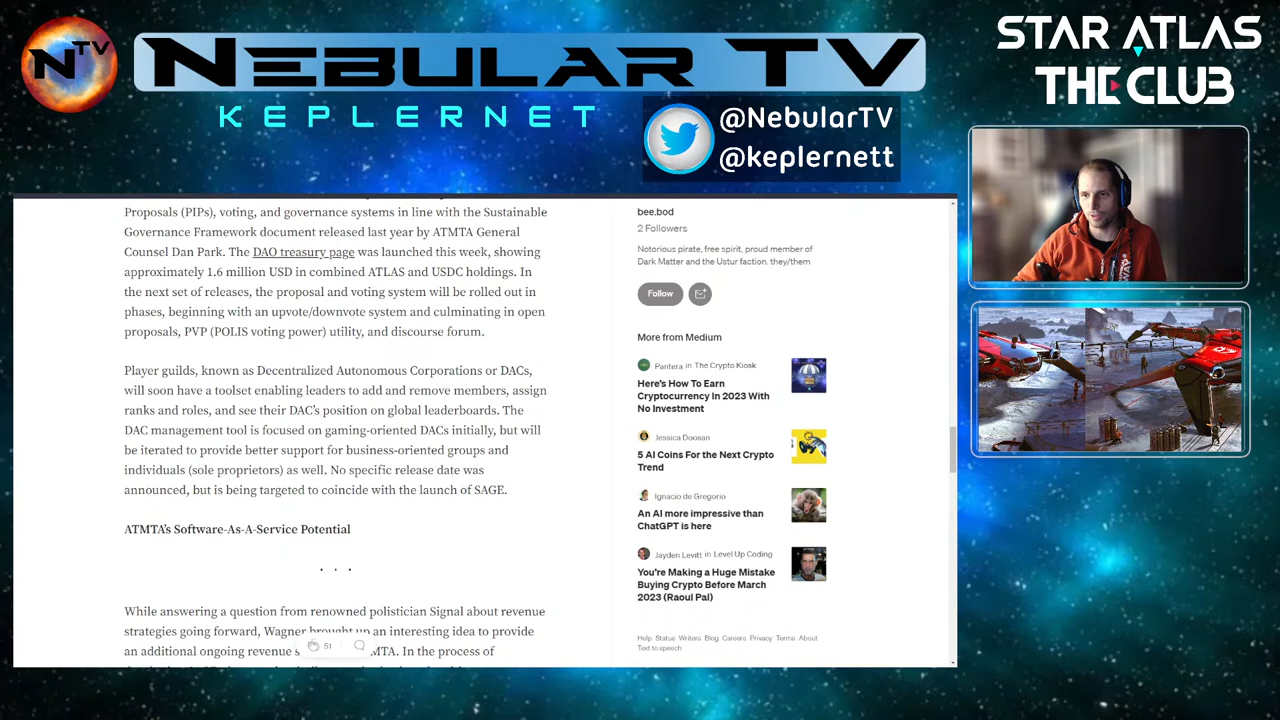 NTV
NEBULAR TV
KEPLERNET
@NebularTV
@keplernett
STAR ATLAS
THE CLUB
Proposals (PIPs), voting, and governance systems in line with the Sustainable
Governance Framework document released last year by ATMTA General
Counsel Dan Park. The DAO treasury page was launched this week, showing
approximately 1.6 million USD in combined ATLAS and USDC holdings. In
the next set of releases, the proposal and voting system will be rolled out in
phases, beginning with an upvote/downvote system and culminating in open
proposals, PVP (POLIS voting power) utility, and discourse forum.
Player guilds, known as Decentralized Autonomous Corporations or DACs,
will soon have a toolset enabling leaders to add and remove members, assign
ranks and roles, and see their DAC's position on global leaderboards. The
DAC management tool is focused on gaming-oriented DACs initially, but will
be iterated to provide better support for business-oriented groups and
individuals (sole proprietors) as well. No specific release date was
announced, but is being targeted to coincide with the launch of SAGE.
ATMTA's Software-As-A-Service Potential
. . .
While answering a question from renowned polistician Signal about revenue
strategies going forward, Wagner brought up an interesting idea to provide
an additional ongoing revenue s MTA. In the process of
51
bee.bod
2 Followers
Notorious pirate, free spirit, proud member of
Dark Matter and the Ustur faction. they/them
Follow
More from Medium
Pantera in The Crypto Kiosk
Here's How To Earn
Cryptocurrency In 2023 With
No Investment
Jessica Doosan
5 AI Coins For the Next Crypto
Trend
Ignacio de Gregorio
An AI more impressive than
ChatGPT is here
Jayden Levitt in Level Up Coding
You're Making a Huge Mistake
Buying Crypto Before March
2023 (Raoul Pal)
Help Status Writers Blog Careers Privacy Terms About
Text to speech